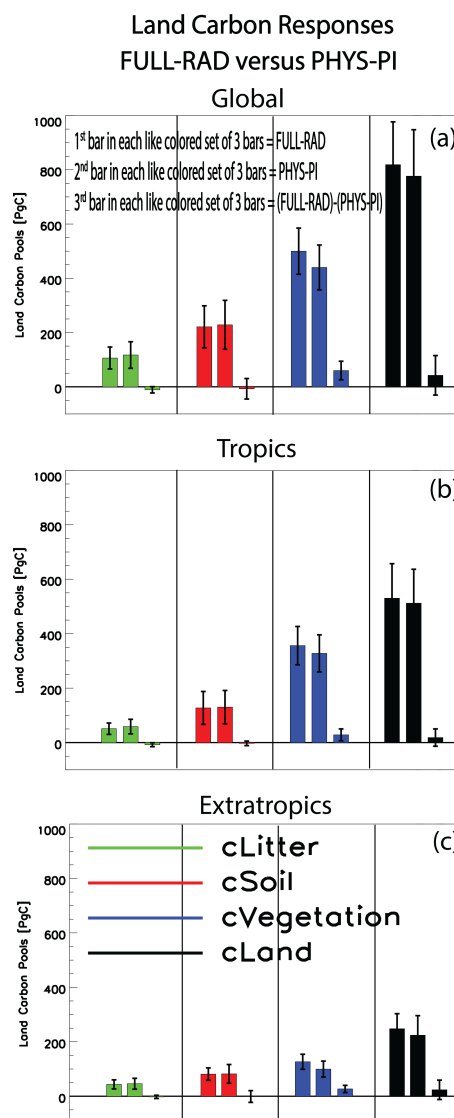 Land Carbon Responses
FULL-RAD versus PHYS-PI
Global
(a)
1st bar in each like colored set of 3 bars = FULL-RAD
2nd bar in each like colored set of 3 bars = PHYS-PI
3rd bar in each like colored set of 3 bars = (FULL-RAD)-(PHYS-PI)
Land Carbon Pools [PgC]
1000
800
600
400
200
0
Tropics
(b)
Land Carbon Pools [PgC]
1000
800
600
400
200
0
Extratropics
(c)
cLitter
cSoil
cVegetation
cLand
Land Carbon Pools [PgC]
1000
800
600
400
200
0